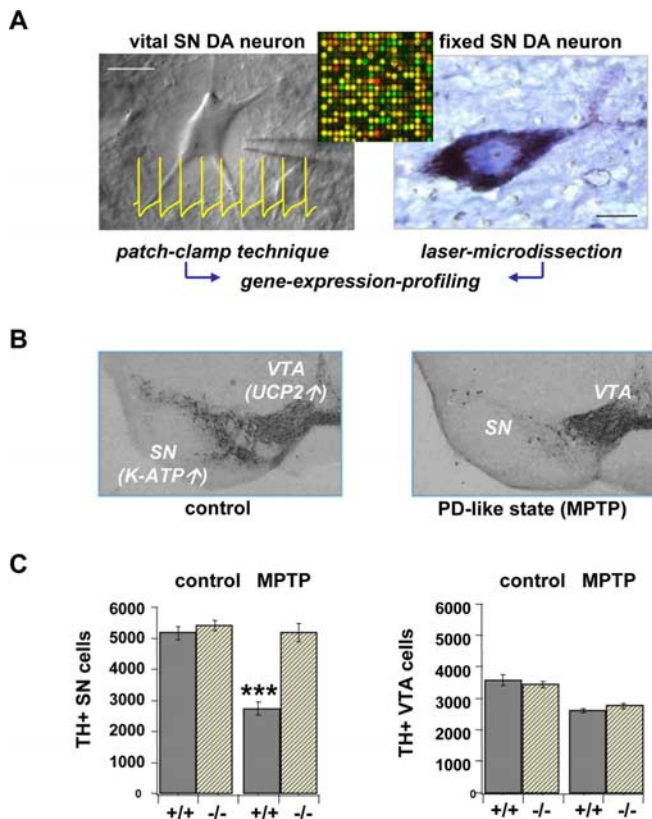 A
vital SN DA neuron
fixed SN DA neuron
patch-clamp technique
laser-microdissection
gene-expression-profiling
B
VTA
(UCP2↑)
SN
(K-ATP↑)
control
VTA
SN
PD-like state (MPTP)
C
control MPTP
TH+ SN cells
6000
5000
4000
3000
2000
1000
0
***
+/+ -/- +/+ -/-
control MPTP
TH+ VTA cells
6000
5000
4000
3000
2000
1000
0
+/+ -/- +/+ -/-